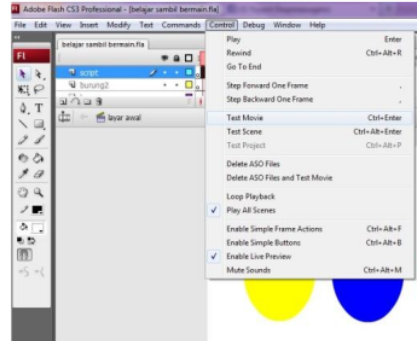 Adobe Flash CS3 Professional - [belajar sambil bermain.fla]
File Edit View Insert Modify Text Commands Control Debug Window Help
belajar sambil bermain.fla
script
burung2
layar awal
Play Enter
Rewind Ctrl+Alt+R
Go To End
Step Forward One Frame .
Step Backward One Frame ,
Test Movie Ctrl+Enter
Test Scene Ctrl+Alt+Enter
Test Project Ctrl+Alt+P
Delete ASO Files
Delete ASO Files and Test Movie
Loop Playback
Play All Scenes
Enable Simple Frame Actions Ctrl+Alt+F
Enable Simple Buttons Ctrl+Alt+B
Enable Live Preview
Mute Sounds Ctrl+Alt+M